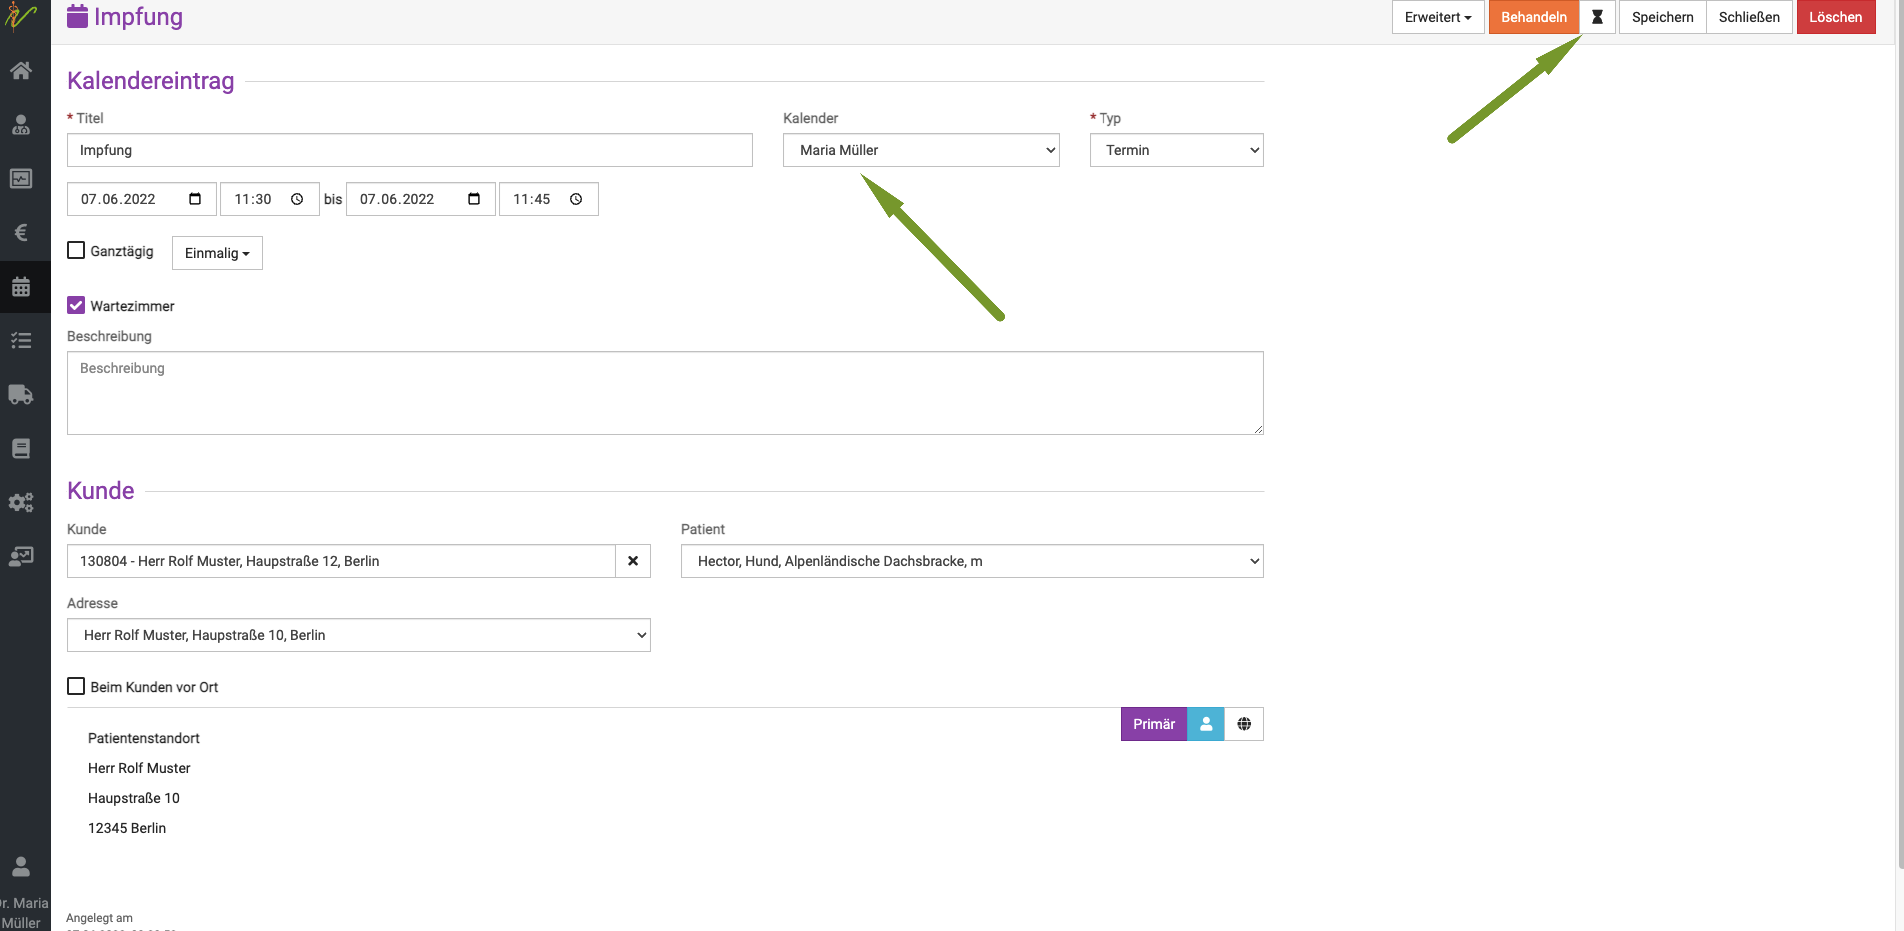 Impfung
Erweitert
Behandeln
Speichern
Schließen
Löschen
Kalendereintrag
* Titel
Kalender
* Typ
Impfung
Maria Müller
Termin
07.06.2022
11:30
bis
07.06.2022
11:45
Ganztägig
Einmalig
Wartezimmer
Beschreibung
Beschreibung
Kunde
Kunde
Patient
130804 - Herr Rolf Muster, Haupstraße 12, Berlin
Hector, Hund, Alpenländische Dachsbracke, m
Adresse
Herr Rolf Muster, Haupstraße 10, Berlin
Beim Kunden vor Ort
Primär
Patientenstandort
Herr Rolf Muster
Haupstraße 10
12345 Berlin
r. Maria
Müller
Angelegt am